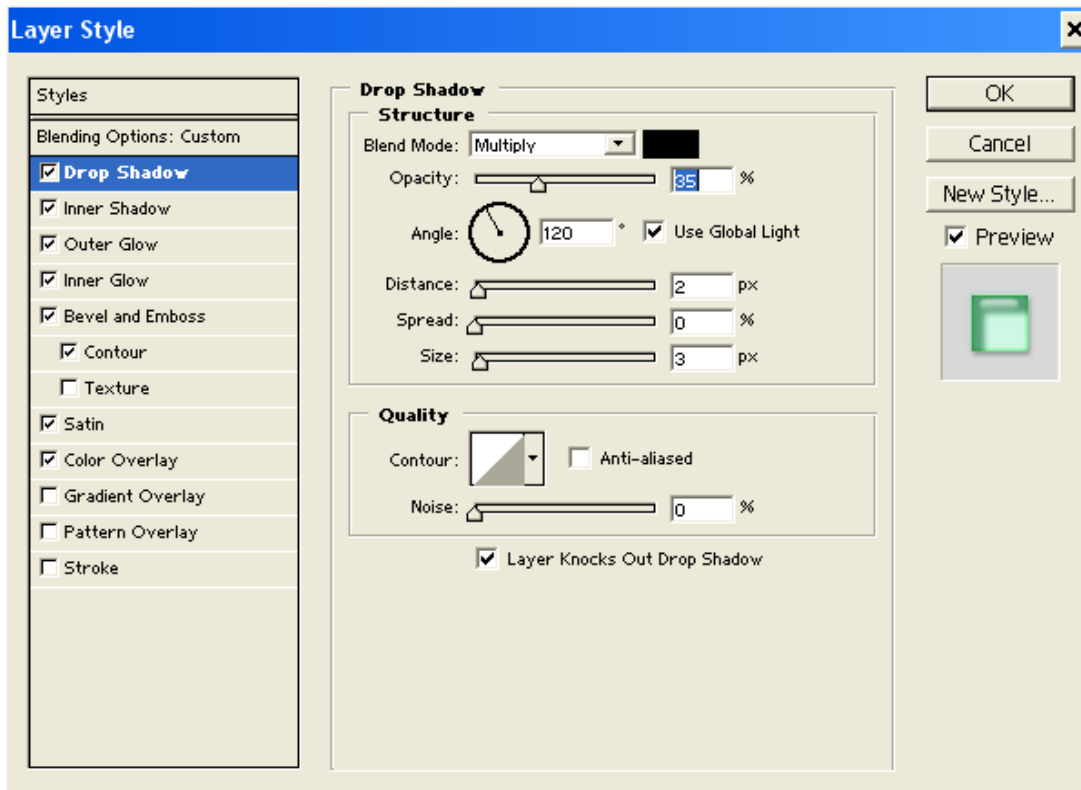 Layer Style
Styles
Blending Options: Custom
Drop Shadow
Inner Shadow
Outer Glow
Inner Glow
Bevel and Emboss
Contour
Texture
Satin
Color Overlay
Gradient Overlay
Pattern Overlay
Stroke
Drop Shadow
Structure
Blend Mode: Multiply
Opacity: 35 %
Angle: 120 ° Use Global Light
Distance: 2 px
Spread: 0 %
Size: 3 px
Quality
Contour: Anti-aliased
Noise: 0 %
Layer Knocks Out Drop Shadow
OK
Cancel
New Style...
Preview